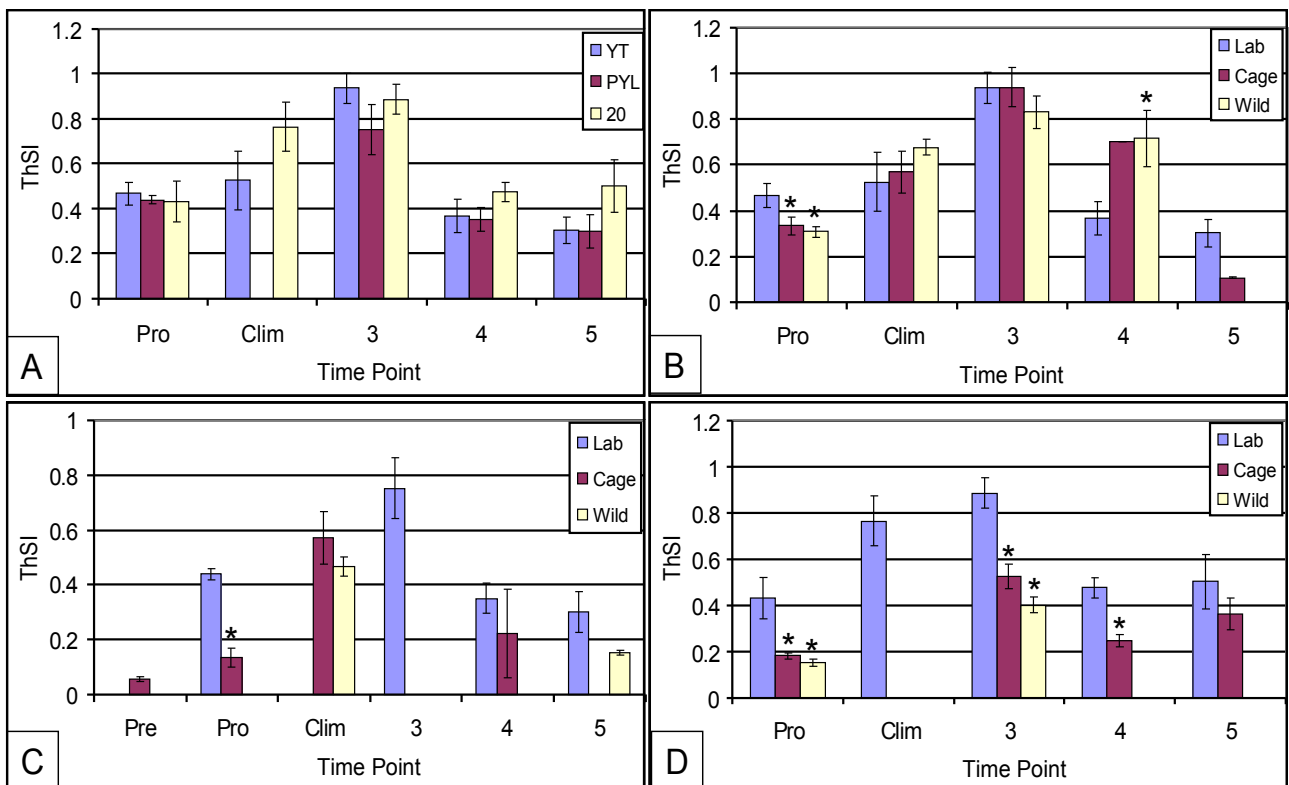 1.2
1
0.8
0.6
0.4
0.2
0
ThSI
YT
PYL
20
Pro Clim 3 4 5
Time Point
A
1.2
1
0.8
0.6
0.4
0.2
0
ThSI
Lab
Cage
Wild
* * *
Pro Clim 3 4 5
Time Point
B
1
0.8
0.6
0.4
0.2
0
ThSI
Lab
Cage
Wild
*
Pre Pro Clim 3 4 5
Time Point
C
1.2
1
0.8
0.6
0.4
0.2
0
ThSI
Lab
Cage
Wild
* * * * *
Pro Clim 3 4 5
Time Point
D